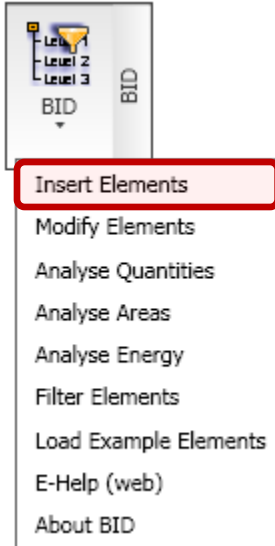 Level 1
Level 2
Level 3
BID
BID
Insert Elements
Modify Elements
Analyse Quantities
Analyse Areas
Analyse Energy
Filter Elements
Load Example Elements
E-Help (web)
About BID